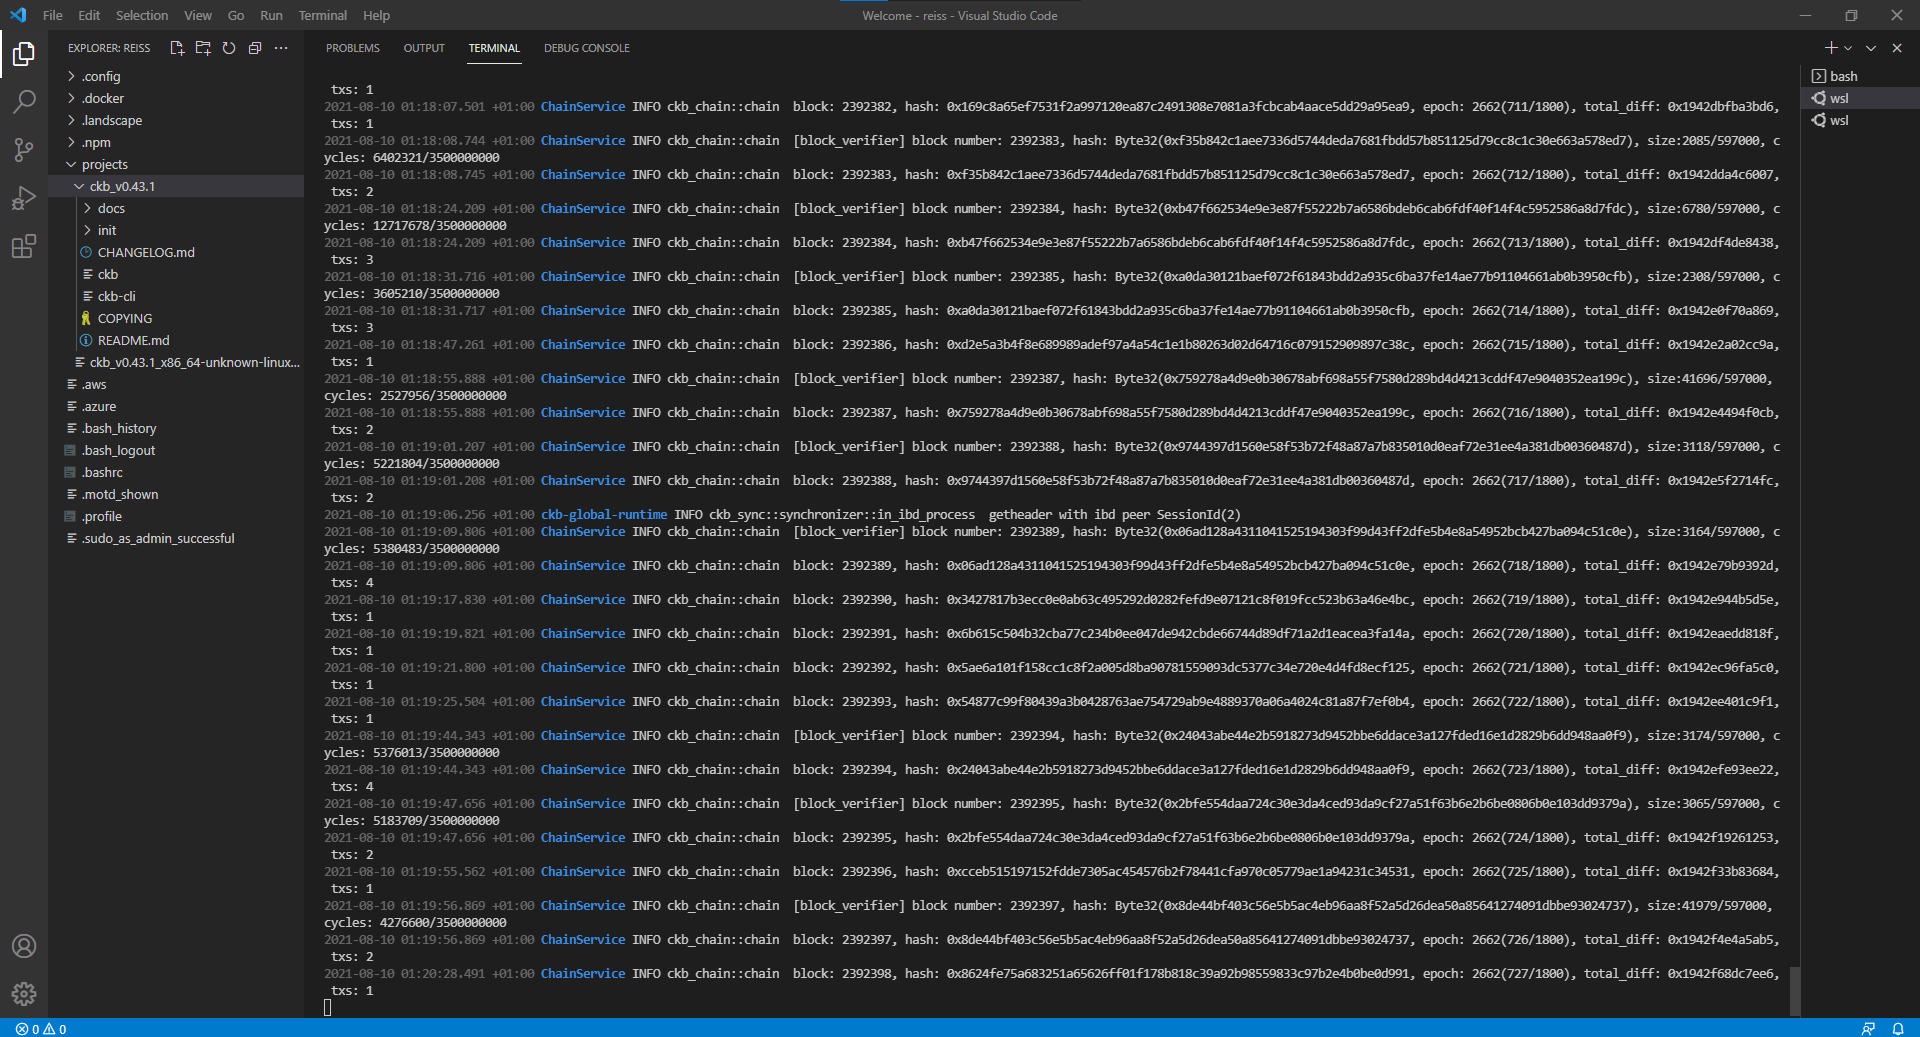 File Edit Selection View Go Run Terminal Help
Welcome - reiss - Visual Studio Code
EXPLORER: REISS
.config
.docker
.landscape
.npm
projects
ckb_v0.43.1
docs
init
CHANGELOG.md
ckb
ckb-cli
COPYING
README.md
ckb_v0.43.1_x86_64-unknown-linux...
.aws
.azure
.bash_history
.bash_logout
.bashrc
.motd_shown
.profile
.sudo_as_admin_successful
PROBLEMS OUTPUT TERMINAL DEBUG CONSOLE
txs: 1
2021-08-10 01:18:07.501 +01:00 ChainService INFO ckb_chain::chain block: 2392382, hash: 0x169c8a65ef7531f2a997120ea87c2491308e7081a3fcbcab4aace5dd29a95ea9, epoch: 2662(711/1800), total_diff: 0x1942dbfba3bd6,
txs: 1
2021-08-10 01:18:08.744 +01:00 ChainService INFO ckb_chain::chain [block_verifier] block number: 2392383, hash: Byte32(0xf35b842c1aee7336d5744deda7681fbdd57b851125d79cc8c1c30e663a578ed7), size:2085/597000, c
ycles: 6402321/3500000000
2021-08-10 01:18:08.745 +01:00 ChainService INFO ckb_chain::chain block: 2392383, hash: 0xf35b842c1aee7336d5744deda7681fbdd57b851125d79cc8c1c30e663a578ed7, epoch: 2662(712/1800), total_diff: 0x1942dda4c6007,
txs: 2
2021-08-10 01:18:24.209 +01:00 ChainService INFO ckb_chain::chain [block_verifier] block number: 2392384, hash: Byte32(0xb47f662534e9e3e87f55222b7a6586bdeb6cab6fdf40f14f4c5952586a8d7fdc), size:6780/597000, c
ycles: 12717678/3500000000
2021-08-10 01:18:24.209 +01:00 ChainService INFO ckb_chain::chain block: 2392384, hash: 0xb47f662534e9e3e87f55222b7a6586bdeb6cab6fdf40f14f4c5952586a8d7fdc, epoch: 2662(713/1800), total_diff: 0x1942df4de8438,
txs: 3
2021-08-10 01:18:31.716 +01:00 ChainService INFO ckb_chain::chain [block_verifier] block number: 2392385, hash: Byte32(0xa0da30121baef072f61843bdd2a935c6ba37fe14ae77b91104661ab0b3950cfb), size:2308/597000, c
ycles: 3605210/3500000000
2021-08-10 01:18:31.717 +01:00 ChainService INFO ckb_chain::chain block: 2392385, hash: 0xa0da30121baef072f61843bdd2a935c6ba37fe14ae77b91104661ab0b3950cfb, epoch: 2662(714/1800), total_diff: 0x1942e0f70a869,
txs: 3
2021-08-10 01:18:47.261 +01:00 ChainService INFO ckb_chain::chain block: 2392386, hash: 0xd2e5a3b4f8e689989adef97a4a54c1e1b80263d02d64716c079152909897c38c, epoch: 2662(715/1800), total_diff: 0x1942e2a02cc9a,
txs: 1
2021-08-10 01:18:55.888 +01:00 ChainService INFO ckb_chain::chain [block_verifier] block number: 2392387, hash: Byte32(0x759278a4d9e0b30678abf698a55f7580d289bd4d4213cddf47e9040352ea199c), size:41696/597000,
cycles: 2527956/3500000000
2021-08-10 01:18:55.888 +01:00 ChainService INFO ckb_chain::chain block: 2392387, hash: 0x759278a4d9e0b30678abf698a55f7580d289bd4d4213cddf47e9040352ea199c, epoch: 2662(716/1800), total_diff: 0x1942e4494f0cb,
txs: 2
2021-08-10 01:19:01.207 +01:00 ChainService INFO ckb_chain::chain [block_verifier] block number: 2392388, hash: Byte32(0x9744397d1560e58f53b72f48a87a7b835010d0eaf72e31ee4a381db00360487d), size:3118/597000, c
ycles: 5221804/3500000000
2021-08-10 01:19:01.208 +01:00 ChainService INFO ckb_chain::chain block: 2392388, hash: 0x9744397d1560e58f53b72f48a87a7b835010d0eaf72e31ee4a381db00360487d, epoch: 2662(717/1800), total_diff: 0x1942e5f2714fc,
txs: 2
2021-08-10 01:19:06.256 +01:00 ckb-global-runtime INFO ckb_sync::synchronizer::in_ibd_process getheader with ibd peer SessionId(2)
2021-08-10 01:19:09.806 +01:00 ChainService INFO ckb_chain::chain [block_verifier] block number: 2392389, hash: Byte32(0x06ad128a4311041525194303f99d43ff2dfe5b4e8a54952bcb427ba094c51c0e), size:3164/597000, c
ycles: 5380483/3500000000
2021-08-10 01:19:09.806 +01:00 ChainService INFO ckb_chain::chain block: 2392389, hash: 0x06ad128a4311041525194303f99d43ff2dfe5b4e8a54952bcb427ba094c51c0e, epoch: 2662(718/1800), total_diff: 0x1942e79b9392d,
txs: 4
2021-08-10 01:19:17.830 +01:00 ChainService INFO ckb_chain::chain block: 2392390, hash: 0x3427817b3ecc0e0ab63c495292d0282fefd9e07121c8f019fcc523b63a46e4bc, epoch: 2662(719/1800), total_diff: 0x1942e944b5d5e,
txs: 1
2021-08-10 01:19:19.821 +01:00 ChainService INFO ckb_chain::chain block: 2392391, hash: 0x6b615c504b32cba77c234b0ee047de942cbde66744d89df71a2d1eacea3fa14a, epoch: 2662(720/1800), total_diff: 0x1942eaedd818f,
txs: 1
2021-08-10 01:19:21.800 +01:00 ChainService INFO ckb_chain::chain block: 2392392, hash: 0x5ae6a101f158cc1c8f2a005d8ba90781559093dc5377c34e720e4d4fd8ecf125, epoch: 2662(721/1800), total_diff: 0x1942ec96fa5c0,
txs: 1
2021-08-10 01:19:25.504 +01:00 ChainService INFO ckb_chain::chain block: 2392393, hash: 0x54877c99f80439a3b0428763ae754729ab9e4889370a06a4024c81a87f7ef0b4, epoch: 2662(722/1800), total_diff: 0x1942ee401c9f1,
txs: 1
2021-08-10 01:19:44.343 +01:00 ChainService INFO ckb_chain::chain [block_verifier] block number: 2392394, hash: Byte32(0x24043abe44e2b5918273d9452bbe6ddace3a127fded16e1d2829b6dd948aa0f9), size:3174/597000, c
ycles: 5376013/3500000000
2021-08-10 01:19:44.343 +01:00 ChainService INFO ckb_chain::chain block: 2392394, hash: 0x24043abe44e2b5918273d9452bbe6ddace3a127fded16e1d2829b6dd948aa0f9, epoch: 2662(723/1800), total_diff: 0x1942efe93ee22,
txs: 4
2021-08-10 01:19:47.656 +01:00 ChainService INFO ckb_chain::chain [block_verifier] block number: 2392395, hash: Byte32(0x2bfe554daa724c30e3da4ced93da9cf27a51f63b6e2b6be0806b0e103dd9379a), size:3065/597000, c
ycles: 5183709/3500000000
2021-08-10 01:19:47.656 +01:00 ChainService INFO ckb_chain::chain block: 2392395, hash: 0x2bfe554daa724c30e3da4ced93da9cf27a51f63b6e2b6be0806b0e103dd9379a, epoch: 2662(724/1800), total_diff: 0x1942f19261253,
txs: 2
2021-08-10 01:19:55.562 +01:00 ChainService INFO ckb_chain::chain block: 2392396, hash: 0xcceb515197152fdde7305ac454576b2f78441cfa970c05779ae1a94231c34531, epoch: 2662(725/1800), total_diff: 0x1942f33b83684,
txs: 1
2021-08-10 01:19:56.869 +01:00 ChainService INFO ckb_chain::chain [block_verifier] block number: 2392397, hash: Byte32(0x8de44bf403c56e5b5ac4eb96aa8f52a5d26dea50a85641274091dbbe93024737), size:41979/597000,
cycles: 4276600/3500000000
2021-08-10 01:19:56.869 +01:00 ChainService INFO ckb_chain::chain block: 2392397, hash: 0x8de44bf403c56e5b5ac4eb96aa8f52a5d26dea50a85641274091dbbe93024737, epoch: 2662(726/1800), total_diff: 0x1942f4e4a5ab5,
txs: 2
2021-08-10 01:20:28.491 +01:00 ChainService INFO ckb_chain::chain block: 2392398, hash: 0x8624fe75a683251a65626ff01f178b818c39a92b98559833c97b2e4b0be0d991, epoch: 2662(727/1800), total_diff: 0x1942f68dc7ee6,
txs: 1
bash
wsl
wsl
0 0